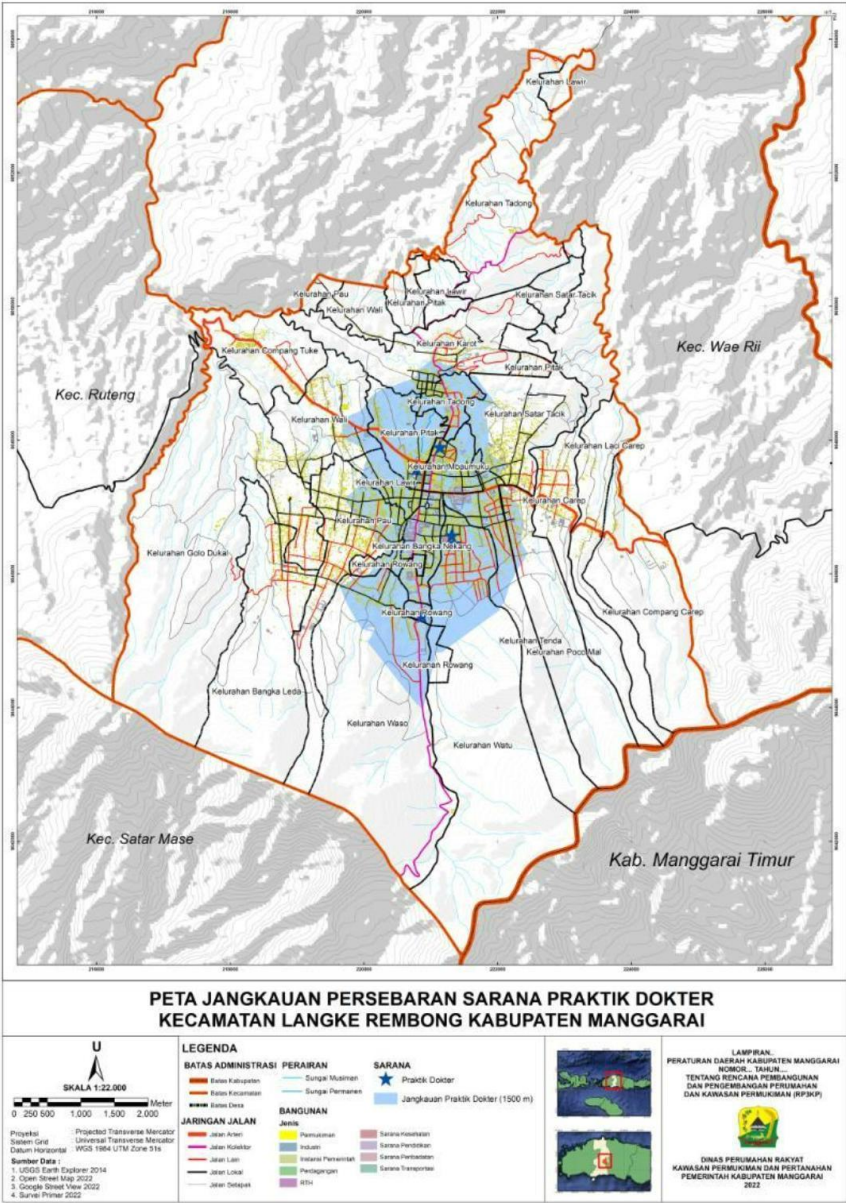 Kelurahan Lawir
Kelurahan Tadong
Kelurahan Lawir
Kelurahan Pau
Kelurahan Pitak
Kelurahan Satar Tacik
Kelurahan Wali
Kelurahan Karot
Kelurahan Compang Tuke
Kec. Wae Rii
Kelurahan Pitak
Kec. Ruteng
Kelurahan Tadong
Kelurahan Satar Tacik
Kelurahan Wali
Kelurahan Pitak
Kelurahan Laci Carep
Kelurahan Mbaumuku
Kelurahan Lawir
Kelurahan Carep
Kelurahan Pau
Kelurahan Bangka Nekang
Kelurahan Golo Dukal
Kelurahan Rowang
Kelurahan Rowang
Kelurahan Compang Carep
Kelurahan Tenda
Kelurahan Poco Mal
Kelurahan Rowang
Kelurahan Bangka Leda
Kelurahan Waso
Kelurahan Watu
Kec. Satar Mase
Kab. Manggarai Timur
PETA JANGKAUAN PERSEBARAN SARANA PRAKTIK DOKTER
KECAMATAN LANGKE REMBONG KABUPATEN MANGGARAI
U
SKALA 1:22.000
Meter
0 250 500 1.000 1.500 2.000
Proyeksi : Projected Transverse Mercator
Sistem Grid : Universal Transverse Mercator
Datum Horizontal : WGS 1984 UTM Zone 51s
Sumber Data :
1. USGS Earth Explorer 2014
2. Open Street Map 2022
3. Google Street View 2022
4. Survei Primer 2022
LEGENDA
BATAS ADMINISTRASI
Batas Kabupaten
Batas Kecamatan
Batas Desa
JARINGAN JALAN
Jalan Arteri
Jalan Kolektor
Jalan Lain
Jalan Lokal
Jalan Setapak
PERAIRAN
Sungai Musiman
Sungai Permanen
BANGUNAN
Jenis
Permukiman
Industri
Instansi Pemerintah
Perdagangan
RTH
Sarana Kesehatan
Sarana Pendidikan
Sarana Peribadatan
Sarana Transportasi
SARANA
Praktik Dokter
Jangkauan Praktik Dokter (1500 m)
LAMPIRAN..
PERATURAN DAERAH KABUPATEN MANGGARAI
NOMOR... TAHUN....
TENTANG RENCANA PEMBANGUNAN
DAN PENGEMBANGAN PERUMAHAN
DAN KAWASAN PERMUKIMAN (RP3KP)
DINAS PERUMAHAN RAKYAT
KAWASAN PERMUKIMAN DAN PERTANAHAN
PEMERINTAH KABUPATEN MANGGARAI
2022